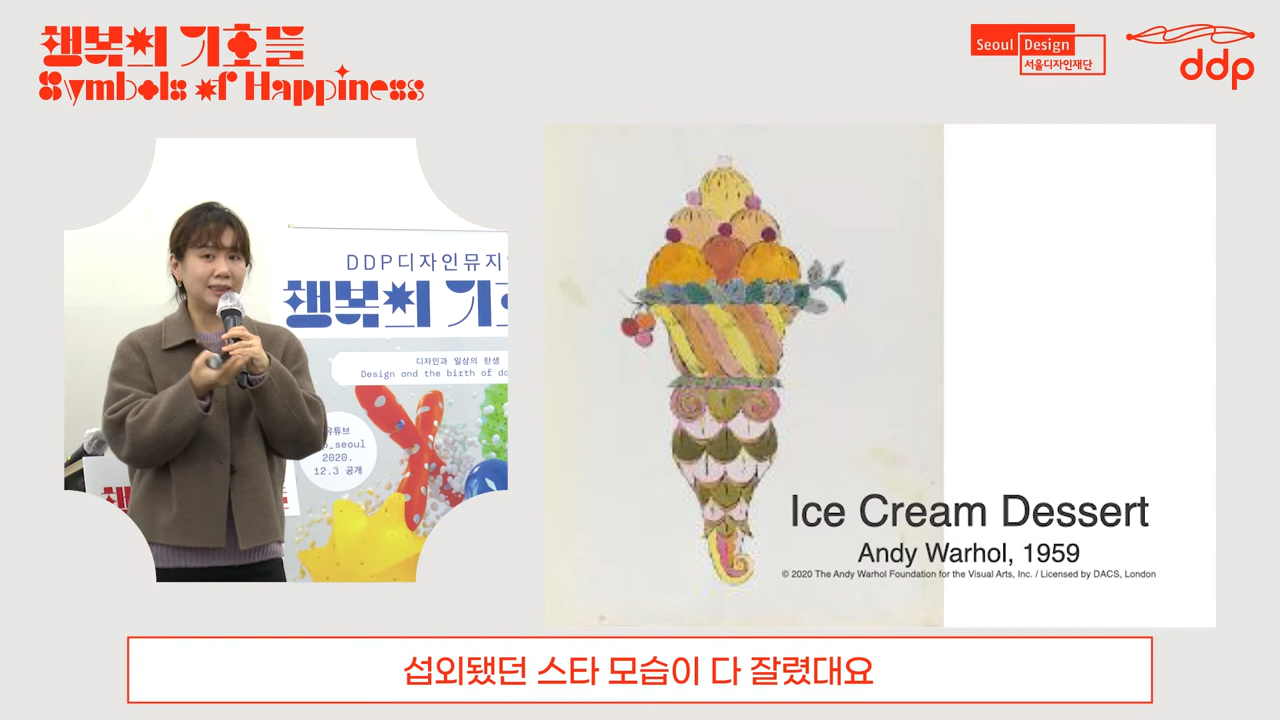 행복의 기호들
Symbols of Happiness
Seoul Design
서울디자인재단
ddp
DDP디자인뮤지
행복의 기호
디자인과 일상의 탄생
Design and the birth of
유튜브
seoul
2020.
12.3 공개
Ice Cream Dessert
Andy Warhol, 1959
© 2020 The Andy Warhol Foundation for the Visual Arts, Inc. / Licensed by DACS, London
섭외됐던 스타 모습이 다 잘렸대요